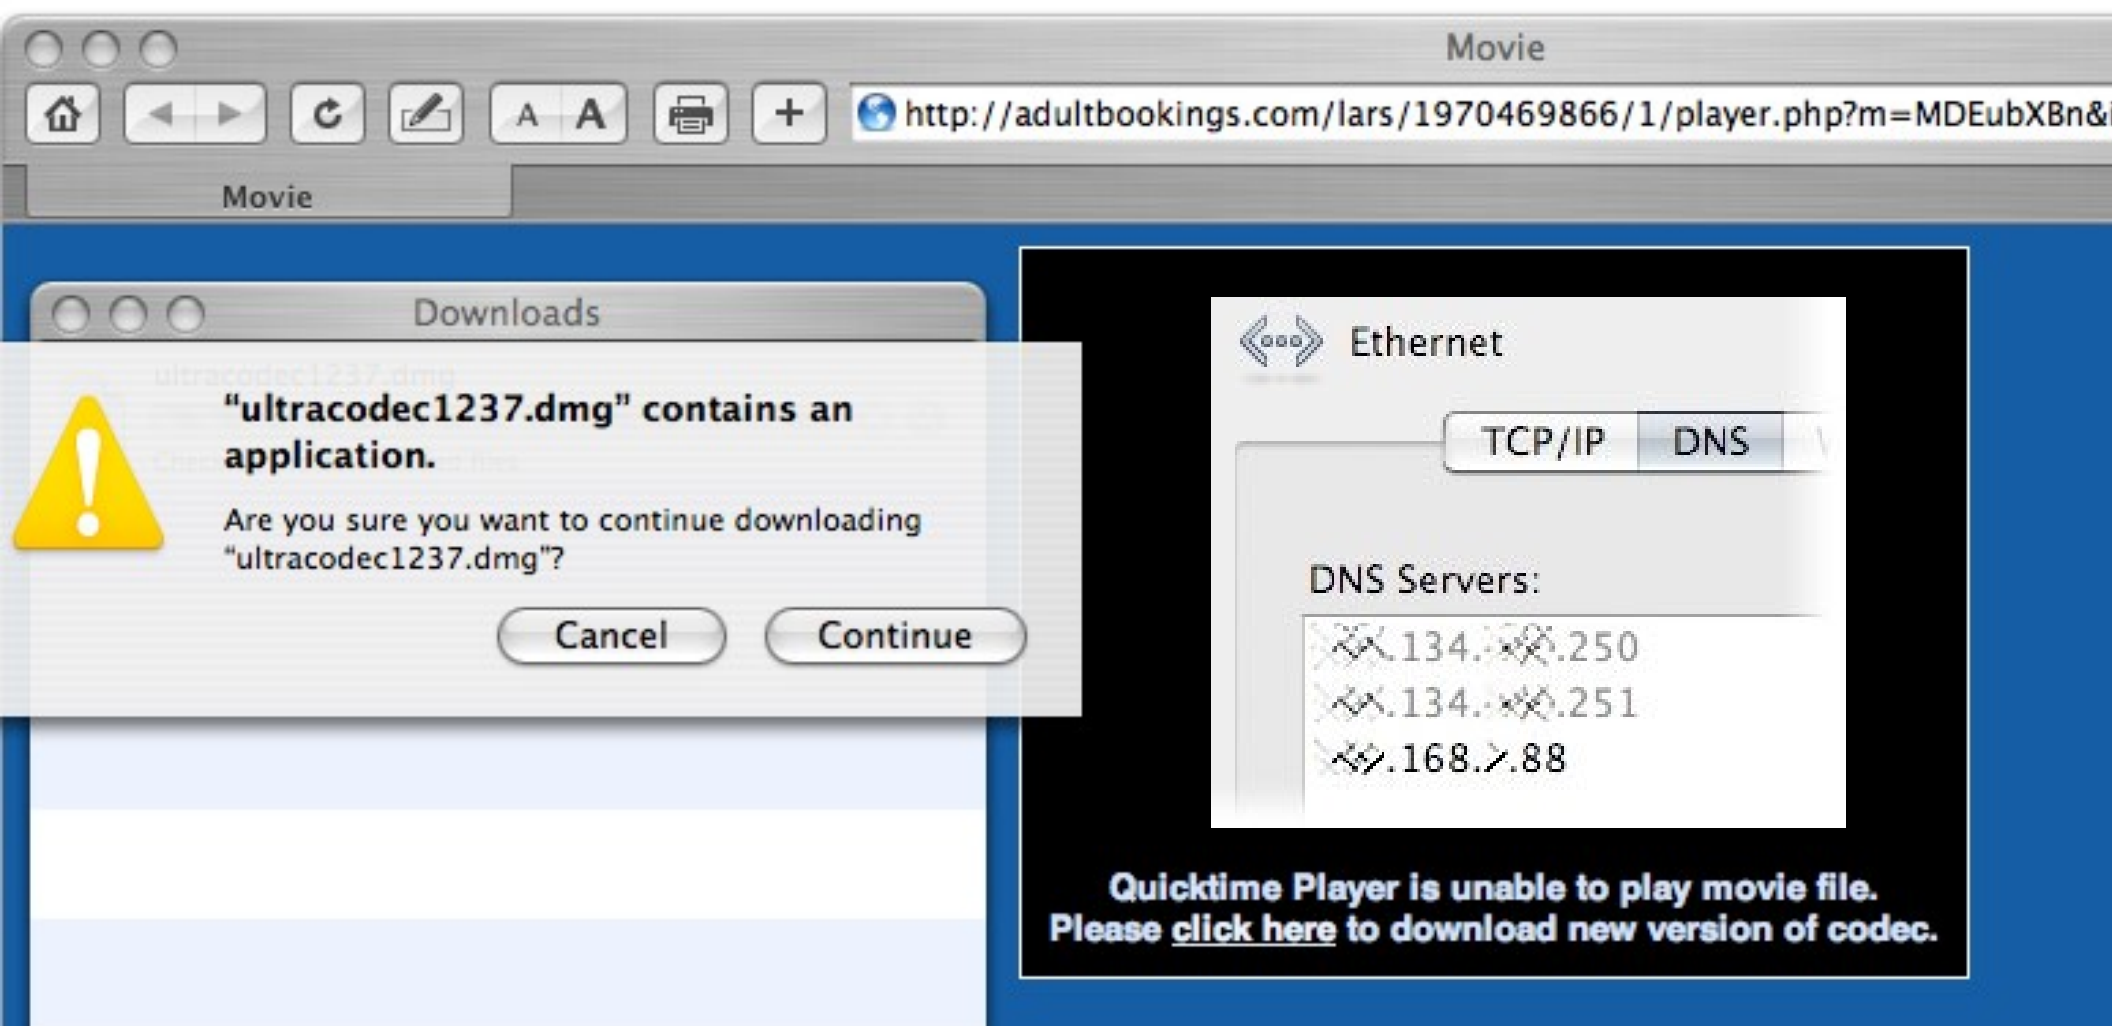 Movie
A A
http://adultbookings.com/lars/1970469866/1/player.php?m=MDEubXBn&i
Movie
Downloads
ultracodec1237.dmg
“ultracodec1237.dmg” contains an
application.
Are you sure you want to continue downloading
“ultracodec1237.dmg”?
Cancel Continue
Ethernet
TCP/IP DNS
DNS Servers:
.134. .250
.134. .251
.168. .88
Quicktime Player is unable to play movie file.
Please click here to download new version of codec.